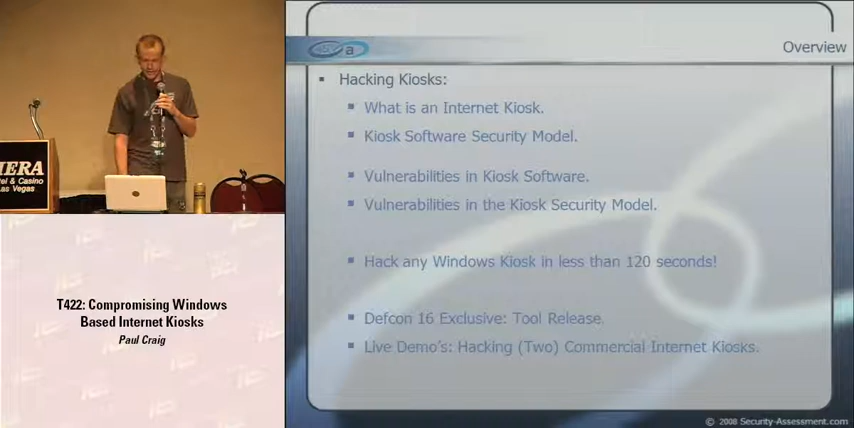 IERA
tel & Casino
as Vegas
T422: Compromising Windows
Based Internet Kiosks
Paul Craig
a
Overview
Hacking Kiosks:
What is an Internet Kiosk.
Kiosk Software Security Model.
Vulnerabilities in Kiosk Software.
Vulnerabilities in the Kiosk Security Model.
Hack any Windows Kiosk in less than 120 seconds!
Defcon 16 Exclusive: Tool Release.
Live Demo's: Hacking (Two) Commercial Internet Kiosks.
© 2008 Security-Assessment.com